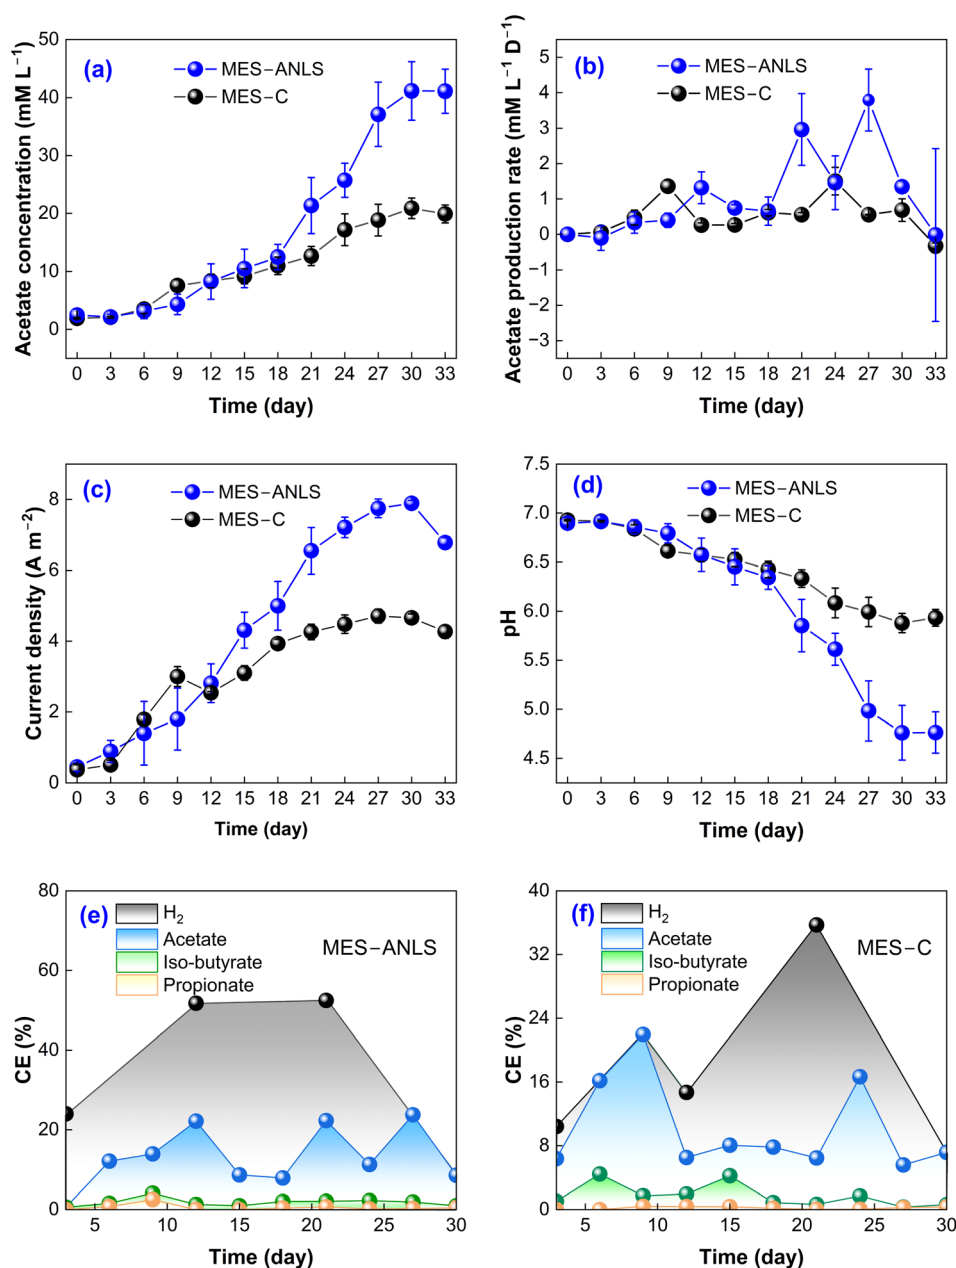 (a)
MES−ANLS
MES−C
Acetate concentration (mM L⁻¹)
50
40
30
20
10
0
0 3 6 9 12 15 18 21 24 27 30 33
Time (day)
(b)
MES−ANLS
MES−C
Acetate production rate (mM L⁻¹ D⁻¹)
5
4
3
2
1
0
−1
−2
−3
0 3 6 9 12 15 18 21 24 27 30 33
Time (day)
(c)
MES−ANLS
MES−C
Current density (A m⁻²)
8
6
4
2
0
0 3 6 9 12 15 18 21 24 27 30 33
Time (day)
(d)
MES−ANLS
MES−C
pH
7.5
7.0
6.5
6.0
5.5
5.0
4.5
0 3 6 9 12 15 18 21 24 27 30 33
Time (day)
(e)
H₂
Acetate
Iso-butyrate
Propionate
MES−ANLS
CE (%)
80
60
40
20
0
5 10 15 20 25 30
Time (day)
(f)
H₂
Acetate
Iso-butyrate
Propionate
MES−C
CE (%)
40
36
24
16
8
0
5 10 15 20 25 30
Time (day)